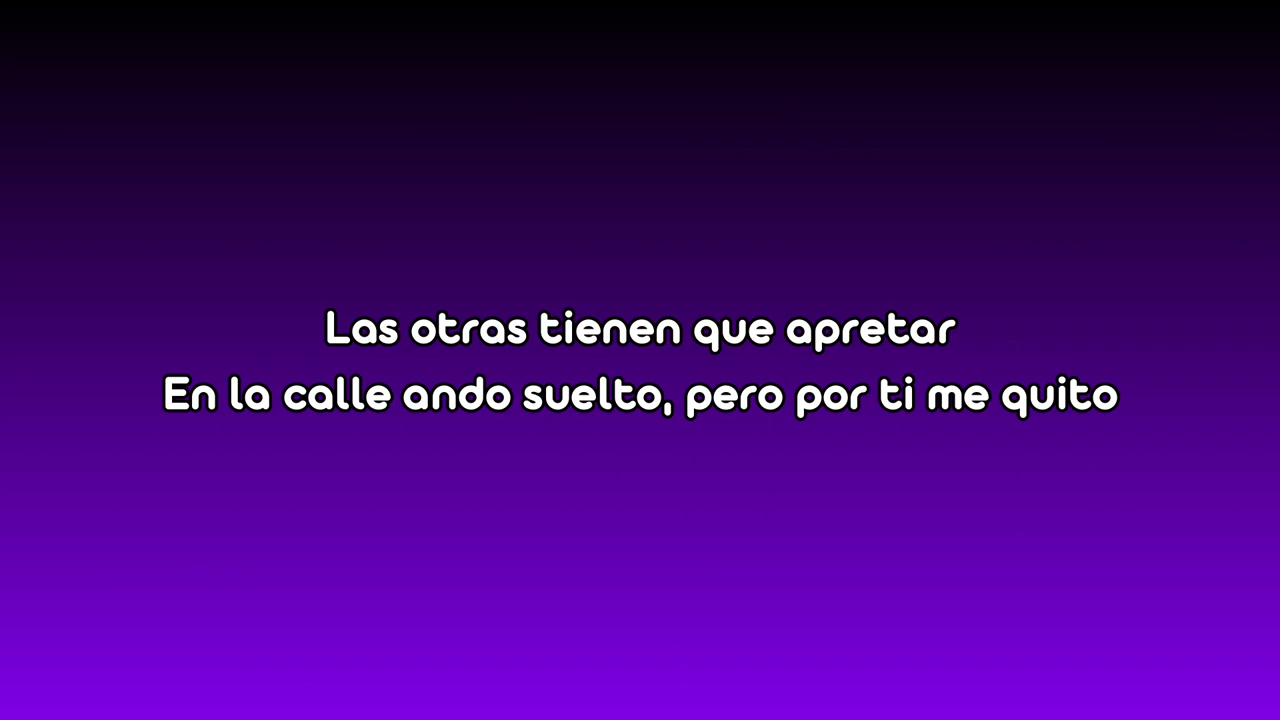 Las otras tienen que apretar
En la calle ando suelto, pero por ti me quito